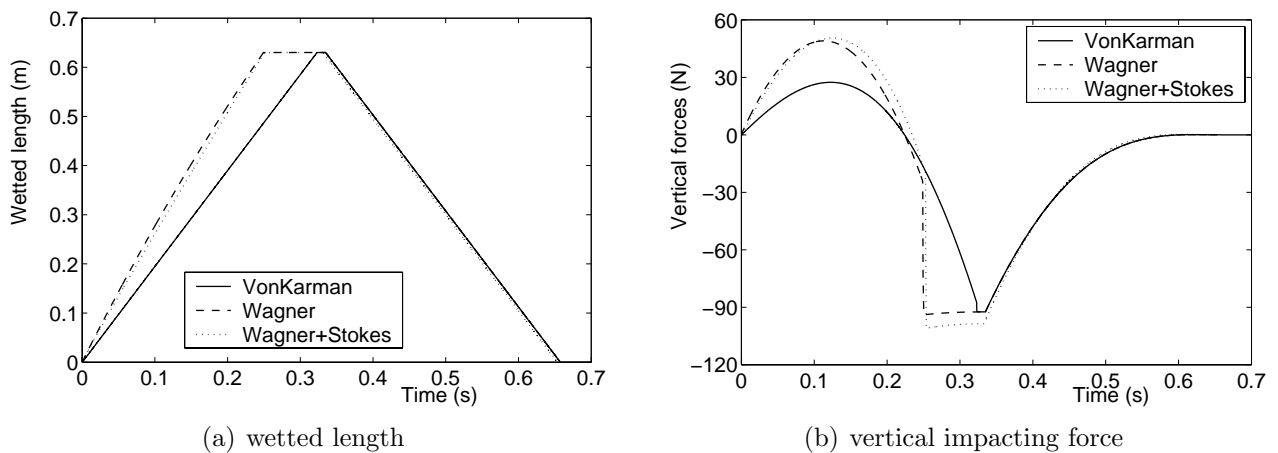 0.7
0.6
0.5
0.4
0.3
0.2
0.1
0
Wetted length (m)
VonKarman
Wagner
Wagner+Stokes
0 0.1 0.2 0.3 0.4 0.5 0.6 0.7
Time (s)
(a) wetted length
60
30
0
−30
−60
−90
−120
Vertical forces (N)
VonKarman
Wagner
Wagner+Stokes
0 0.1 0.2 0.3 0.4 0.5 0.6 0.7
Time (s)
(b) vertical impacting force